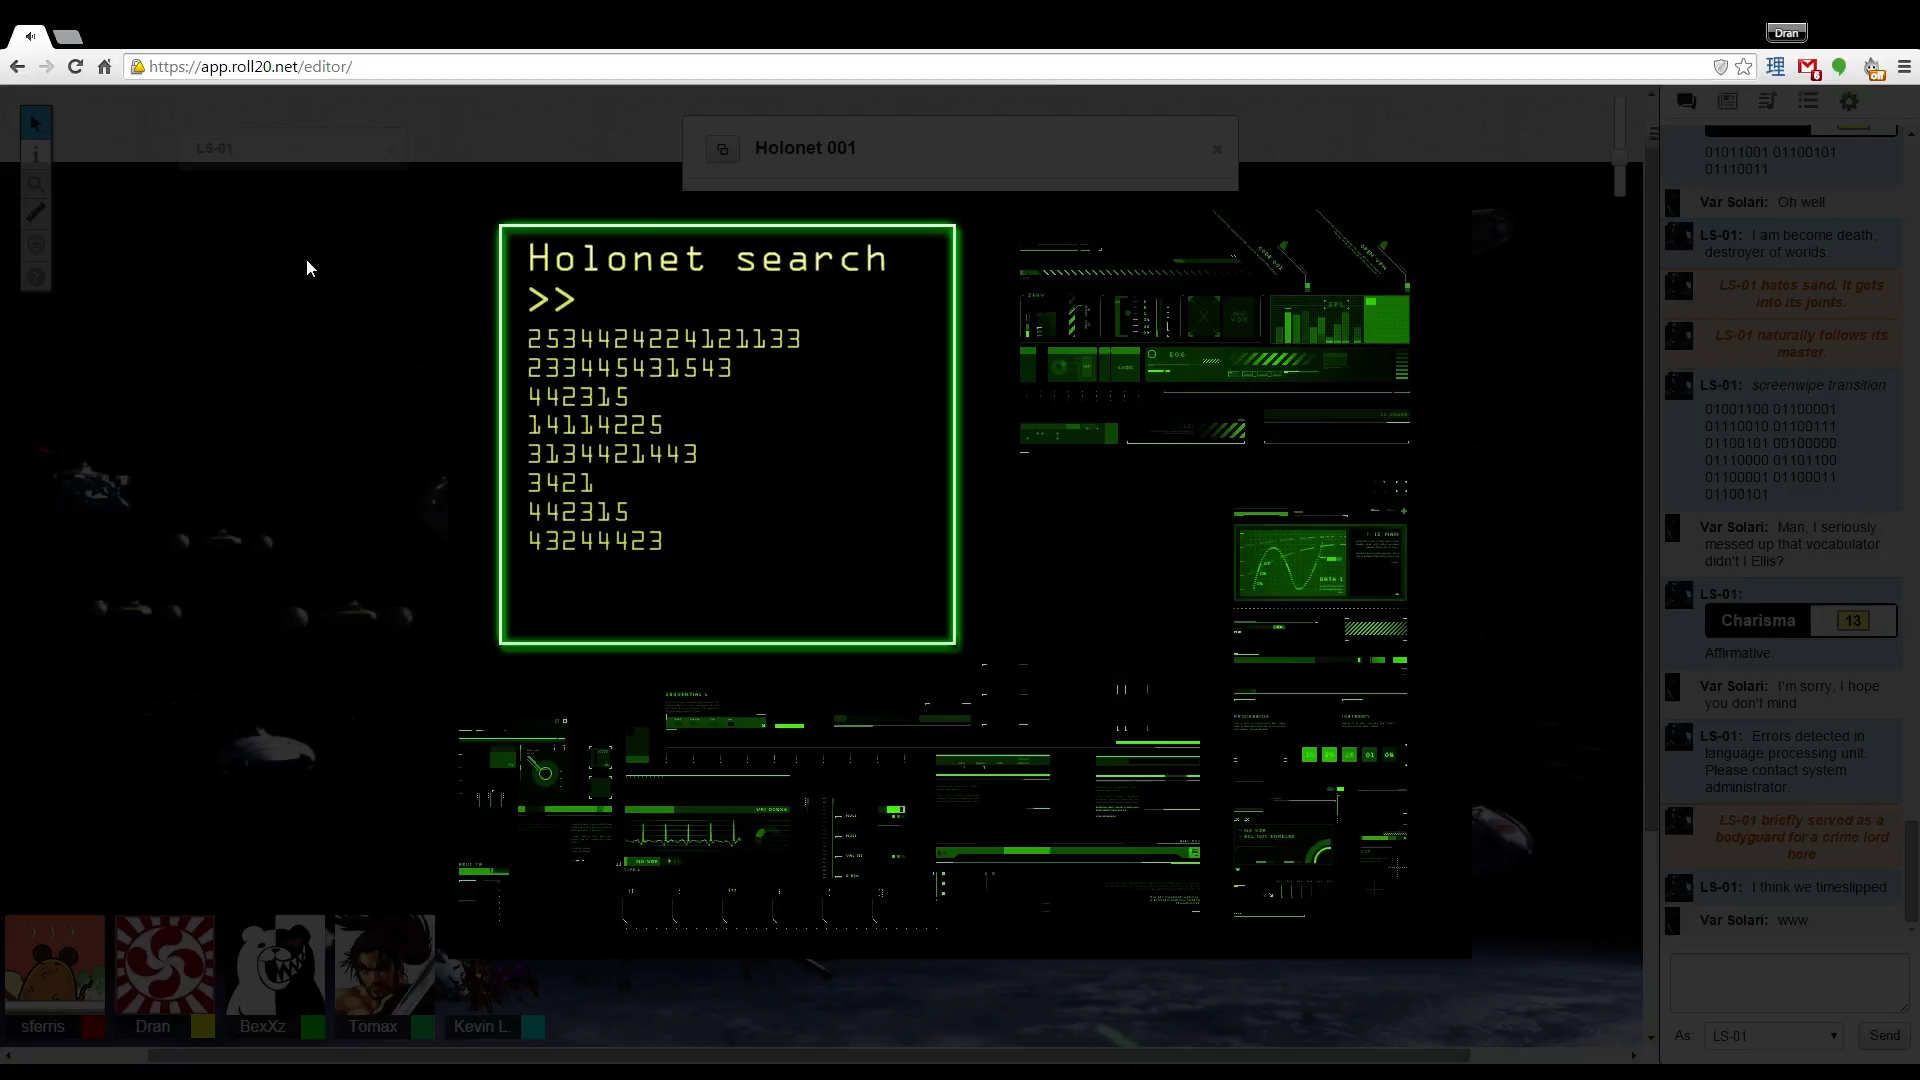 Dran
https://app.roll20.net/editor/
LS-01
Holonet 001
Holonet search
>>
2534424224121133
233445431543
442315
14114225
3134421443
3421
442315
43244423
01011001 01100101
01110011
Var Solari: Oh well
LS-01: I am become death,
destroyer of worlds.
LS-01 hates sand. It gets
into its joints.
LS-01 naturally follows its
master.
LS-01: screenwipe transition
01001100 01100001
01110010 01100111
01100101 00100000
01110000 01101100
01100001 01100011
01100101
Var Solari: Man, I seriously
messed up that vocabulator
didn't I Ellis?
LS-01:
Charisma 13
Affirmative.
Var Solari: I'm sorry, I hope
you don't mind
LS-01: Errors detected in
language processing unit.
Please contact system
administrator.
LS-01 briefly served as a
bodyguard for a crime lord
here
LS-01: I think we timeslipped
Var Solari: www
sferris
Dran
BexXz
Tomax
Kevin L.
As: LS-01
Send